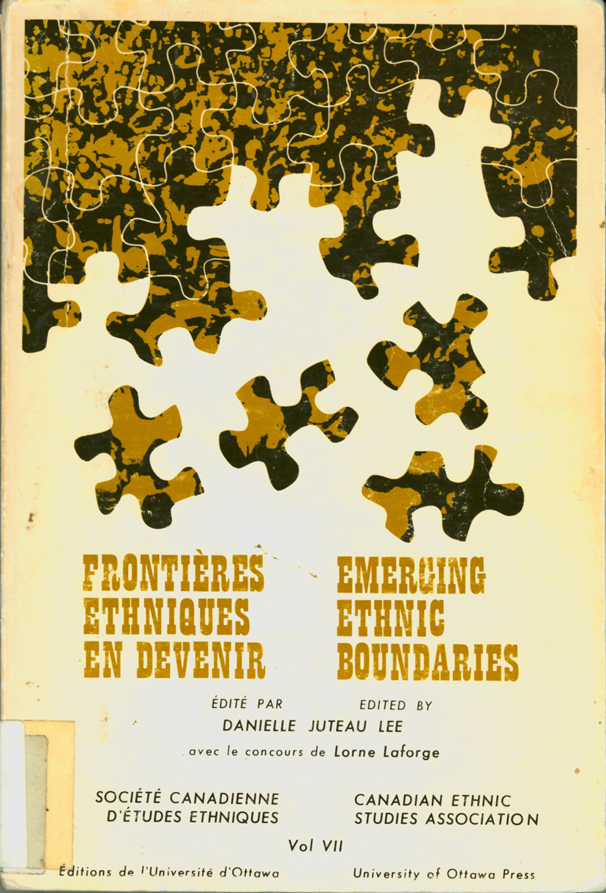 FRONTIÈRES
ETHNIQUES
EN DEVENIR
EMERGING
ETHNIC
BOUNDARIES
ÉDITÉ PAR
EDITED BY
DANIELLE JUTEAU LEE
avec le concours de Lorne Laforge
SOCIÉTÉ CANADIENNE
D'ÉTUDES ETHNIQUES
CANADIAN ETHNIC
STUDIES ASSOCIATION
Vol VII
Éditions de l'Université d'Ottawa
University of Ottawa Press